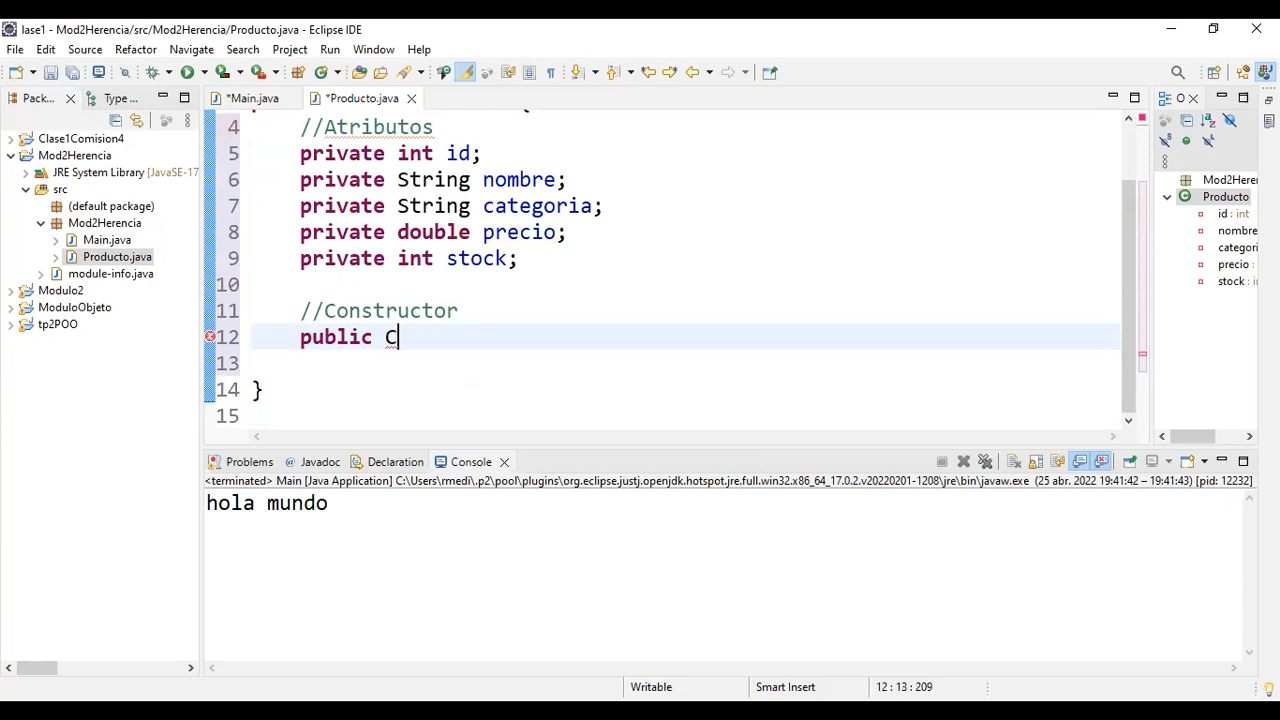 lase1 - Mod2Herencia/src/Mod2Herencia/Producto.java - Eclipse IDE
File Edit Source Refactor Navigate Search Project Run Window Help
Pack... Type ... *Main.java *Producto.java O
Clase1Comision4
Mod2Herencia
JRE System Library [JavaSE-17
src
(default package)
Mod2Herencia
Main.java
Producto.java
module-info.java
Modulo2
ModuloObjeto
tp2POO
4 //Atributos
5 private int id;
6 private String nombre;
7 private String categoria;
8 private double precio;
9 private int stock;
10
11 //Constructor
12 public C
13
14 }
15
Mod2Heren
Producto
id : int
nombre
categori
precio :
stock : in
Problems @ Javadoc Declaration Console
<terminated> Main [Java Application] C:\Users\rmedi\.p2\pool\plugins\org.eclipse.justj.openjdk.hotspot.jre.full.win32.x86_64_17.0.2.v20220201-1208\jre\bin\javaw.exe (25 abr. 2022 19:41:42 – 19:41:43) [pid: 12232]
hola mundo
Writable Smart Insert 12 : 13 : 209